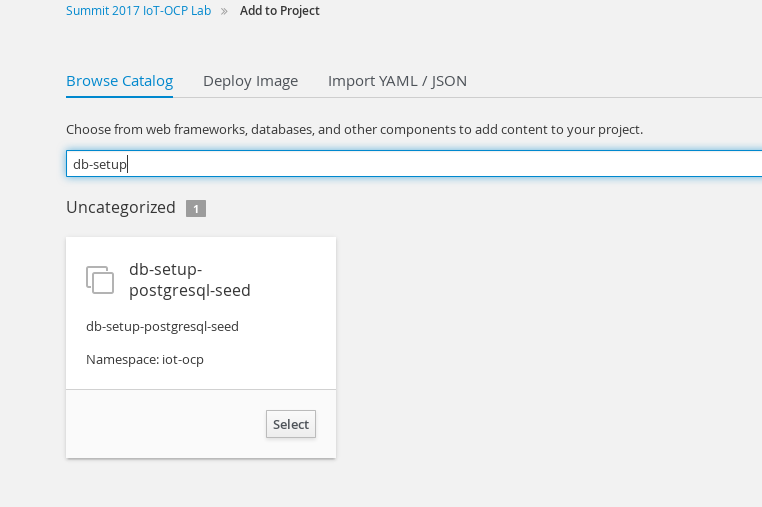 Summit 2017 IoT-OCP Lab » Add to Project
Browse Catalog Deploy Image Import YAML / JSON
Choose from web frameworks, databases, and other components to add content to your project.
db-setup
Uncategorized 1
db-setup-
postgresql-seed
db-setup-postgresql-seed
Namespace: iot-ocp
Select